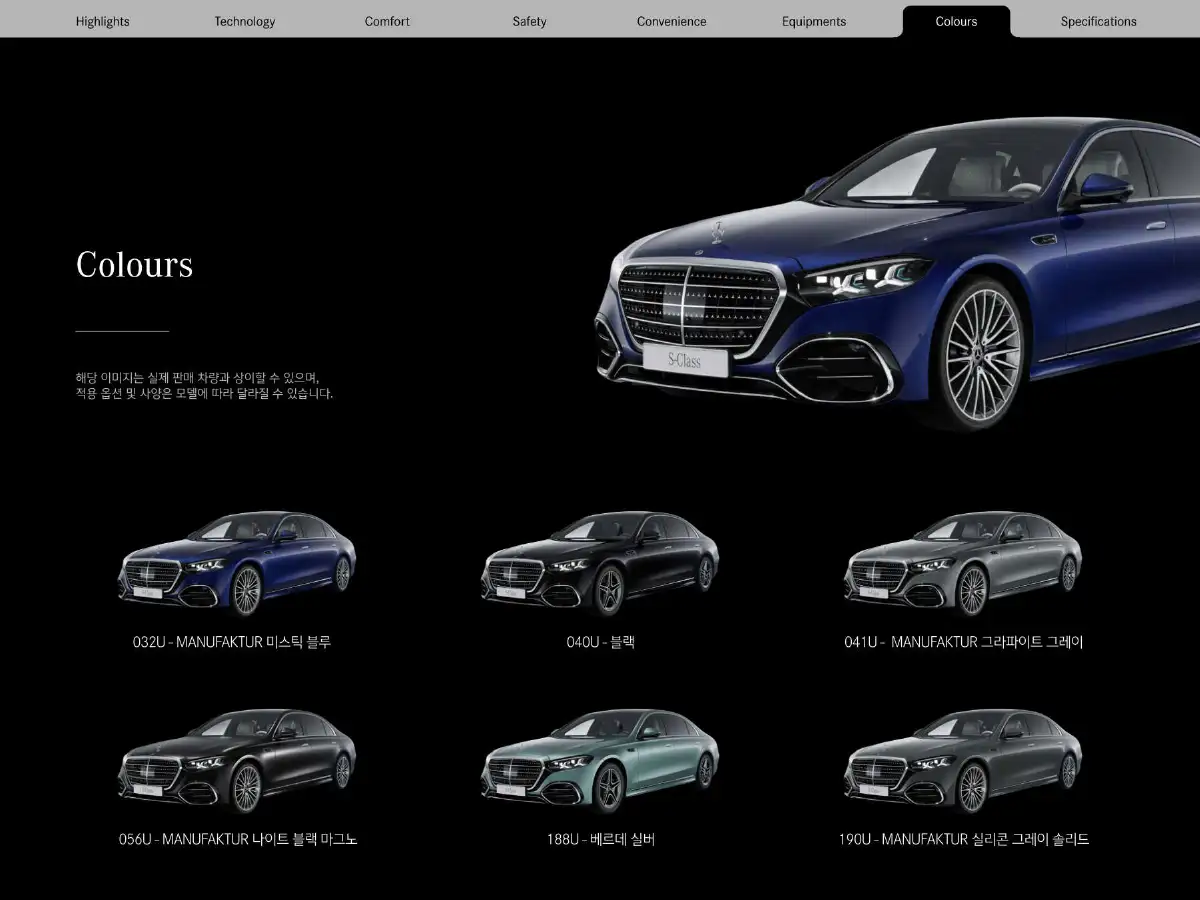 Highlights
Technology
Comfort
Safety
Convenience
Equipments
Colours
Specifications
Colours
해당 이미지는 실제 판매 차량과 상이할 수 있으며,
적용 옵션 및 사양은 모델에 따라 달라질 수 있습니다.
S-Class
032U - MANUFAKTUR 미스틱 블루
040U - 블랙
041U - MANUFAKTUR 그라파이트 그레이
056U - MANUFAKTUR 나이트 블랙 마그노
188U - 베르데 실버
190U - MANUFAKTUR 실리콘 그레이 솔리드